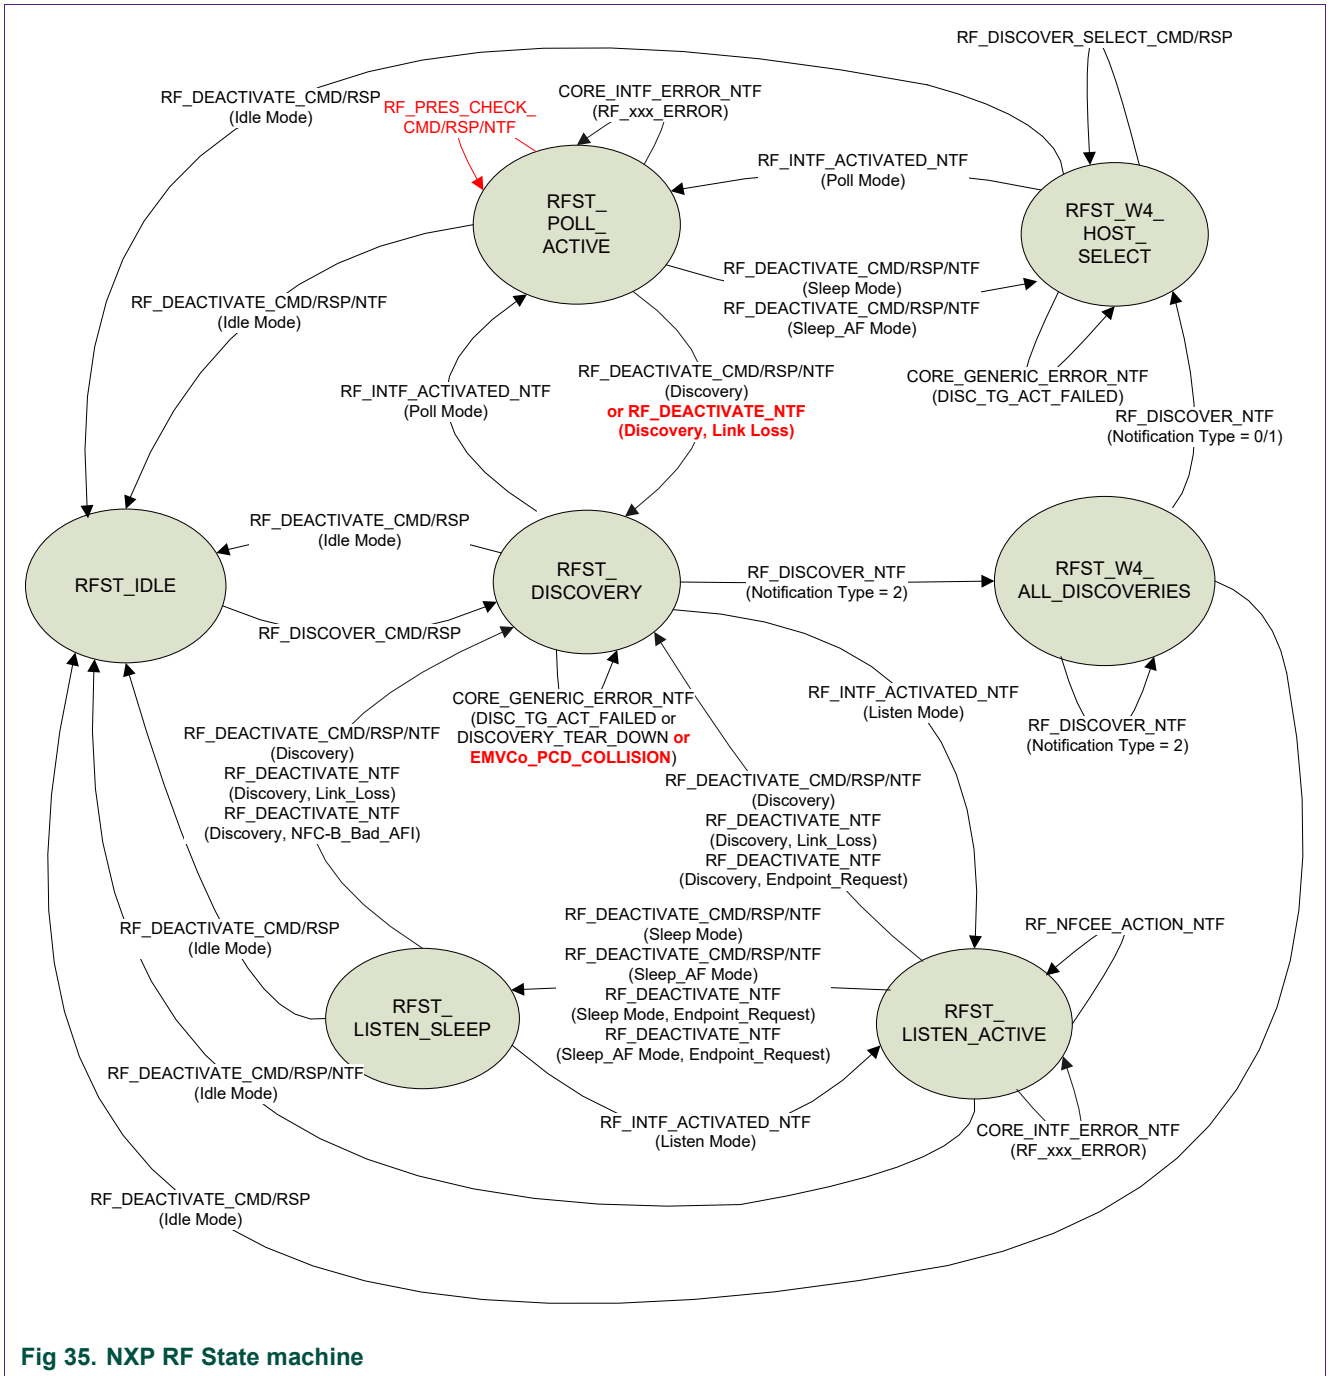 RF_DISCOVER_SELECT_CMD/RSP
RF_DEACTIVATE_CMD/RSP
(Idle Mode)
RF_PRES_CHECK_
CMD/RSP/NTF
CORE_INTF_ERROR_NTF
(RF_xxx_ERROR)
RF_INTF_ACTIVATED_NTF
(Poll Mode)
RFST_
POLL_
ACTIVE
RFST_W4_
HOST_
SELECT
RF_DEACTIVATE_CMD/RSP/NTF
(Sleep Mode)
RF_DEACTIVATE_CMD/RSP/NTF
(Sleep_AF Mode)
RF_DEACTIVATE_CMD/RSP/NTF
(Idle Mode)
RF_INTF_ACTIVATED_NTF
(Poll Mode)
RF_DEACTIVATE_CMD/RSP/NTF
(Discovery)
or RF_DEACTIVATE_NTF
(Discovery, Link Loss)
CORE_GENERIC_ERROR_NTF
(DISC_TG_ACT_FAILED)
RF_DISCOVER_NTF
(Notification Type = 0/1)
RF_DEACTIVATE_CMD/RSP
(Idle Mode)
RFST_IDLE
RFST_
DISCOVERY
RF_DISCOVER_NTF
(Notification Type = 2)
RFST_W4_
ALL_DISCOVERIES
RF_DISCOVER_CMD/RSP
CORE_GENERIC_ERROR_NTF
(DISC_TG_ACT_FAILED or
DISCOVERY_TEAR_DOWN or
EMVCo_PCD_COLLISION)
RF_INTF_ACTIVATED_NTF
(Listen Mode)
RF_DISCOVER_NTF
(Notification Type = 2)
RF_DEACTIVATE_CMD/RSP/NTF
(Discovery)
RF_DEACTIVATE_NTF
(Discovery, Link_Loss)
RF_DEACTIVATE_NTF
(Discovery, NFC-B_Bad_AFI)
RF_DEACTIVATE_CMD/RSP/NTF
(Discovery)
RF_DEACTIVATE_NTF
(Discovery, Link_Loss)
RF_DEACTIVATE_NTF
(Discovery, Endpoint_Request)
RF_DEACTIVATE_CMD/RSP
(Idle Mode)
RF_DEACTIVATE_CMD/RSP/NTF
(Sleep Mode)
RF_DEACTIVATE_CMD/RSP/NTF
(Sleep_AF Mode)
RF_DEACTIVATE_NTF
(Sleep Mode, Endpoint_Request)
RF_DEACTIVATE_NTF
(Sleep_AF Mode, Endpoint_Request)
RF_NFCEE_ACTION_NTF
RFST_
LISTEN_SLEEP
RFST_
LISTEN_ACTIVE
RF_DEACTIVATE_CMD/RSP/NTF
(Idle Mode)
RF_INTF_ACTIVATED_NTF
(Listen Mode)
CORE_INTF_ERROR_NTF
(RF_xxx_ERROR)
RF_DEACTIVATE_CMD/RSP
(Idle Mode)
Fig 35. NXP RF State machine